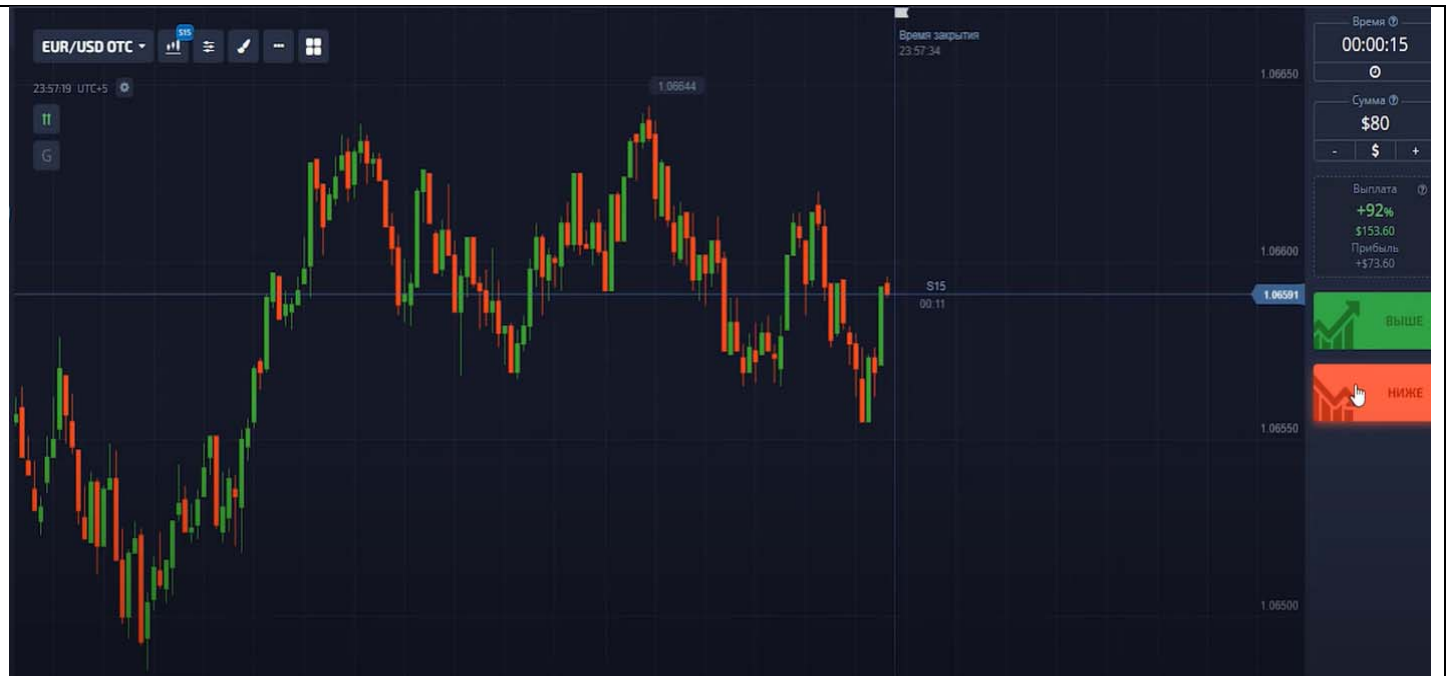 EUR/USD OTC
S15
23:57:19 UTC+5
G
1.06644
Время закрытия
23:57:34
S15
00:11
1.06650
1.06600
1.06591
1.06550
1.06500
Время
00:00:15
Сумма
$80
- $ +
Выплата
+92%
$153.60
Прибыль
+$73.60
ВЫШЕ
НИЖЕ